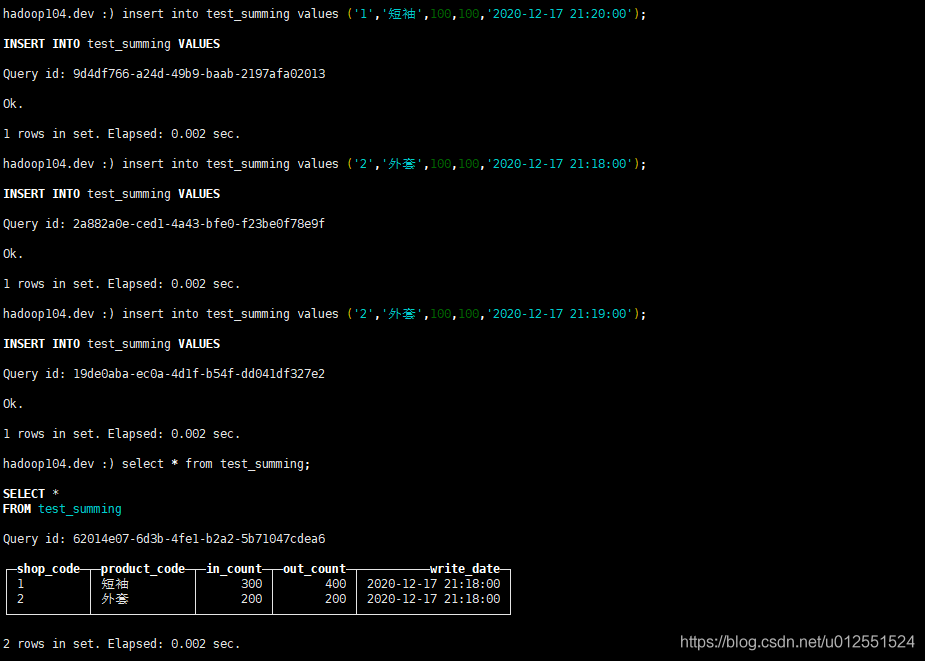 hadoop104.dev :) insert into test_summing values ('1','短袖',100,100,'2020-12-17 21:20:00');
INSERT INTO test_summing VALUES
Query id: 9d4df766-a24d-49b9-baab-2197afa02013
Ok.
1 rows in set. Elapsed: 0.002 sec.
hadoop104.dev :) insert into test_summing values ('2','外套',100,100,'2020-12-17 21:18:00');
INSERT INTO test_summing VALUES
Query id: 2a882a0e-ced1-4a43-bfe0-f23be0f78e9f
Ok.
1 rows in set. Elapsed: 0.002 sec.
hadoop104.dev :) insert into test_summing values ('2','外套',100,100,'2020-12-17 21:19:00');
INSERT INTO test_summing VALUES
Query id: 19de0aba-ec0a-4d1f-b54f-dd041df327e2
Ok.
1 rows in set. Elapsed: 0.002 sec.
hadoop104.dev :) select * from test_summing;
SELECT *
FROM test_summing
Query id: 62014e07-6d3b-4fe1-b2a2-5b71047cdea6
shop_code product_code in_count out_count write_date
1 短袖 300 400 2020-12-17 21:18:00
2 外套 200 200 2020-12-17 21:18:00
2 rows in set. Elapsed: 0.002 sec.
https://blog.csdn.net/u012551524